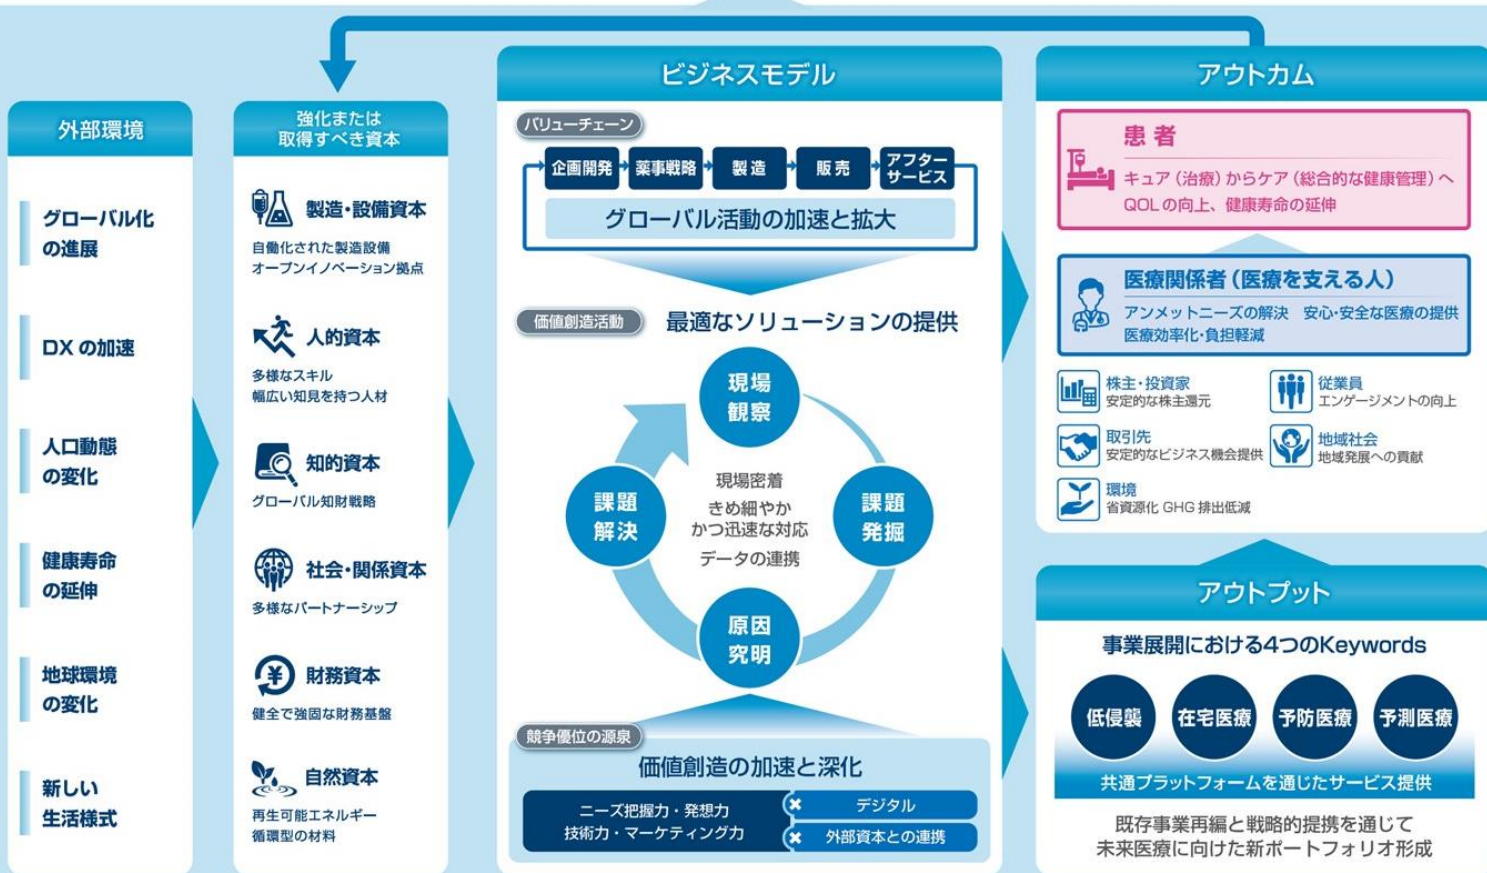 外部環境
グローバル化
の進展
DX の加速
人口動態
の変化
健康寿命
の延伸
地球環境
の変化
新しい
生活様式
強化または
取得すべき資本
製造・設備資本
自働化された製造設備
オープンイノベーション拠点
人的資本
多様なスキル
幅広い知見を持つ人材
知的資本
グローバル知財戦略
社会・関係資本
多様なパートナーシップ
¥
財務資本
健全で強固な財務基盤
自然資本
再生可能エネルギー
循環型の材料
ビジネスモデル
バリューチェーン
企画開発
薬事戦略
製造
販売
アフター
サービス
グローバル活動の加速と拡大
価値創造活動
最適なソリューションの提供
現場
観察
課題
発掘
原因
究明
課題
解決
現場密着
きめ細やか
かつ迅速な対応
データの連携
競争優位の源泉
価値創造の加速と深化
ニーズ把握力・発想力
技術力・マーケティング力
デジタル
外部資本との連携
アウトカム
患者
キュア（治療）からケア（総合的な健康管理）へ
QOLの向上、健康寿命の延伸
医療関係者（医療を支える人）
アンメットニーズの解決　安心・安全な医療の提供
医療効率化・負担軽減
株主・投資家
安定的な株主還元
従業員
エンゲージメントの向上
取引先
安定的なビジネス機会提供
地域社会
地域発展への貢献
環境
省資源化 GHG 排出低減
アウトプット
事業展開における4つのKeywords
低侵襲
在宅医療
予防医療
予測医療
共通プラットフォームを通じたサービス提供
既存事業再編と戦略的提携を通じて
未来医療に向けた新ポートフォリオ形成